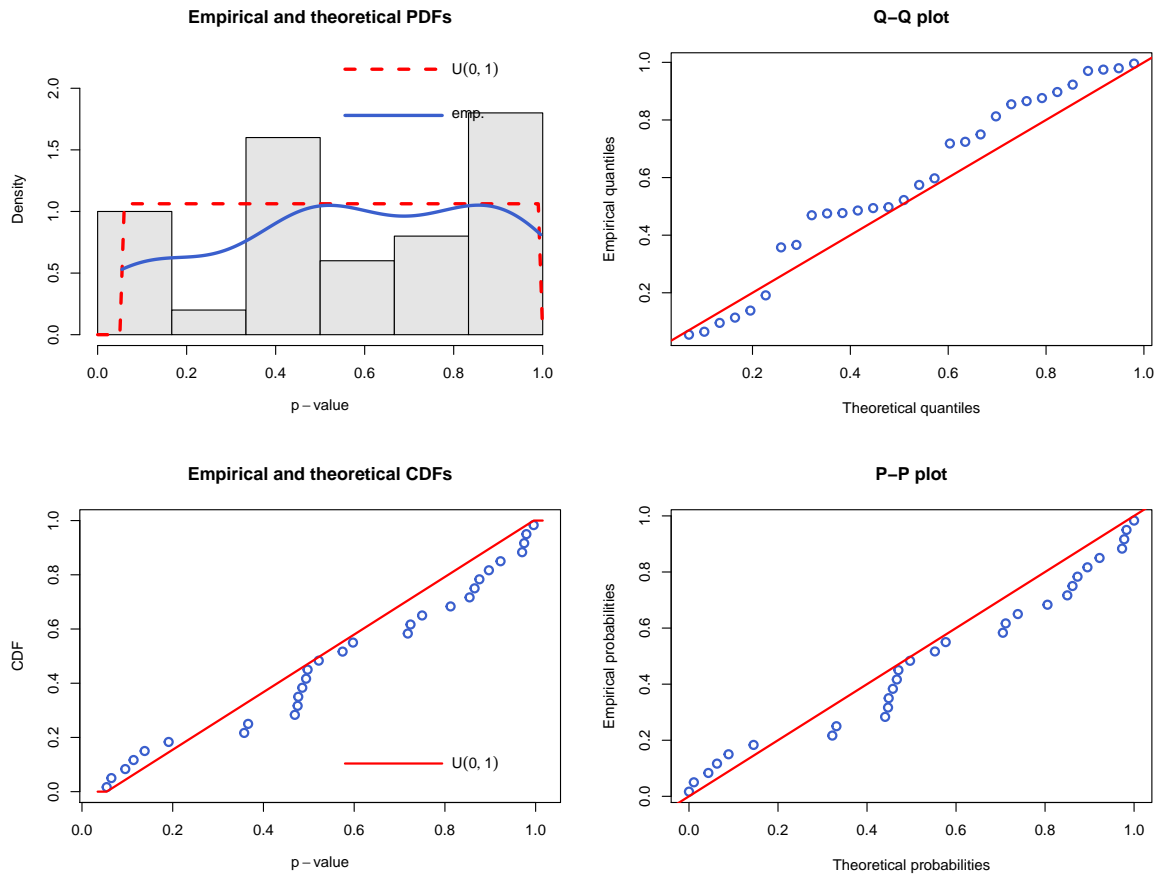 Empirical and theoretical PDFs
U(0, 1)
emp.
Density
0.0 0.5 1.0 1.5 2.0
0.0 0.2 0.4 0.6 0.8 1.0
p−value
Q−Q plot
Empirical quantiles
0.2 0.4 0.6 0.8 1.0
0.2 0.4 0.6 0.8 1.0
Theoretical quantiles
Empirical and theoretical CDFs
CDF
0.0 0.2 0.4 0.6 0.8 1.0
U(0, 1)
0.0 0.2 0.4 0.6 0.8 1.0
p−value
P−P plot
Empirical probabilities
0.0 0.2 0.4 0.6 0.8 1.0
0.0 0.2 0.4 0.6 0.8 1.0
Theoretical probabilities